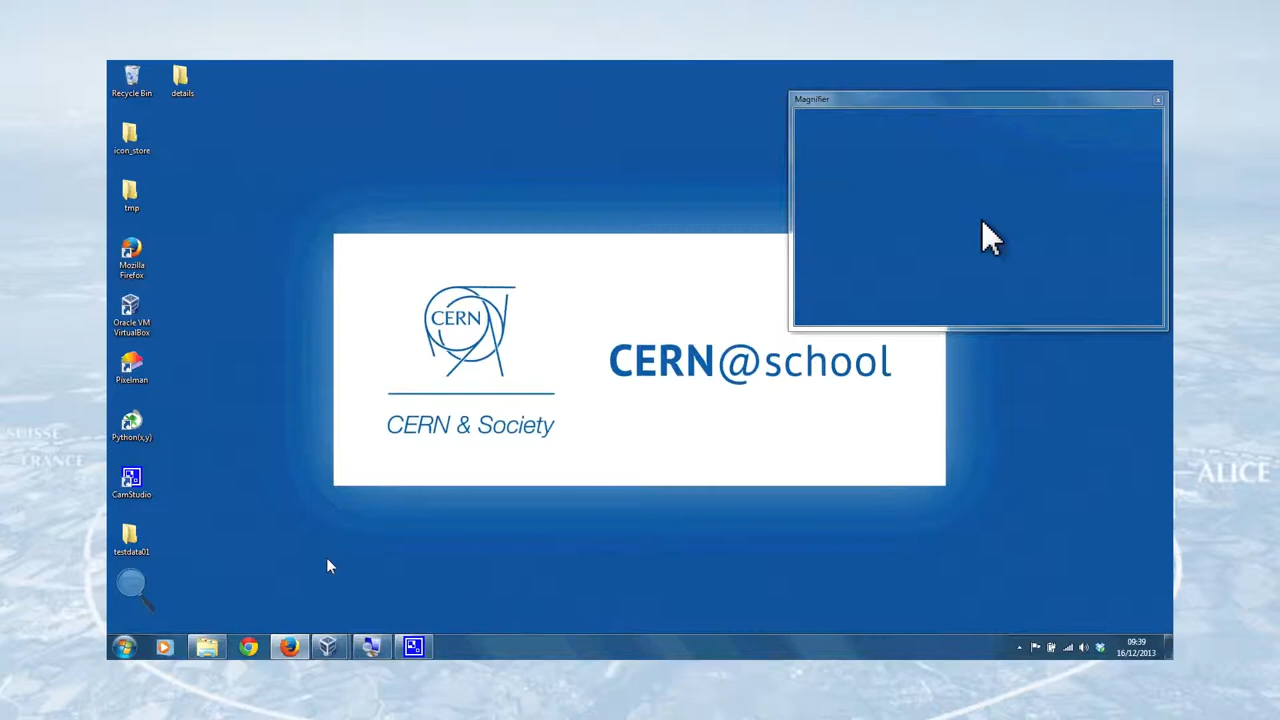 Recycle Bin
details
icon_store
tmp
Mozilla
Firefox
Oracle VM
VirtualBox
Pixelman
Python(x,y)
CamStudio
testdata01
Magnifier
CERN
CERN & Society
CERN@school
09:39
16/12/2013
SUISSE
FRANCE
ALICE